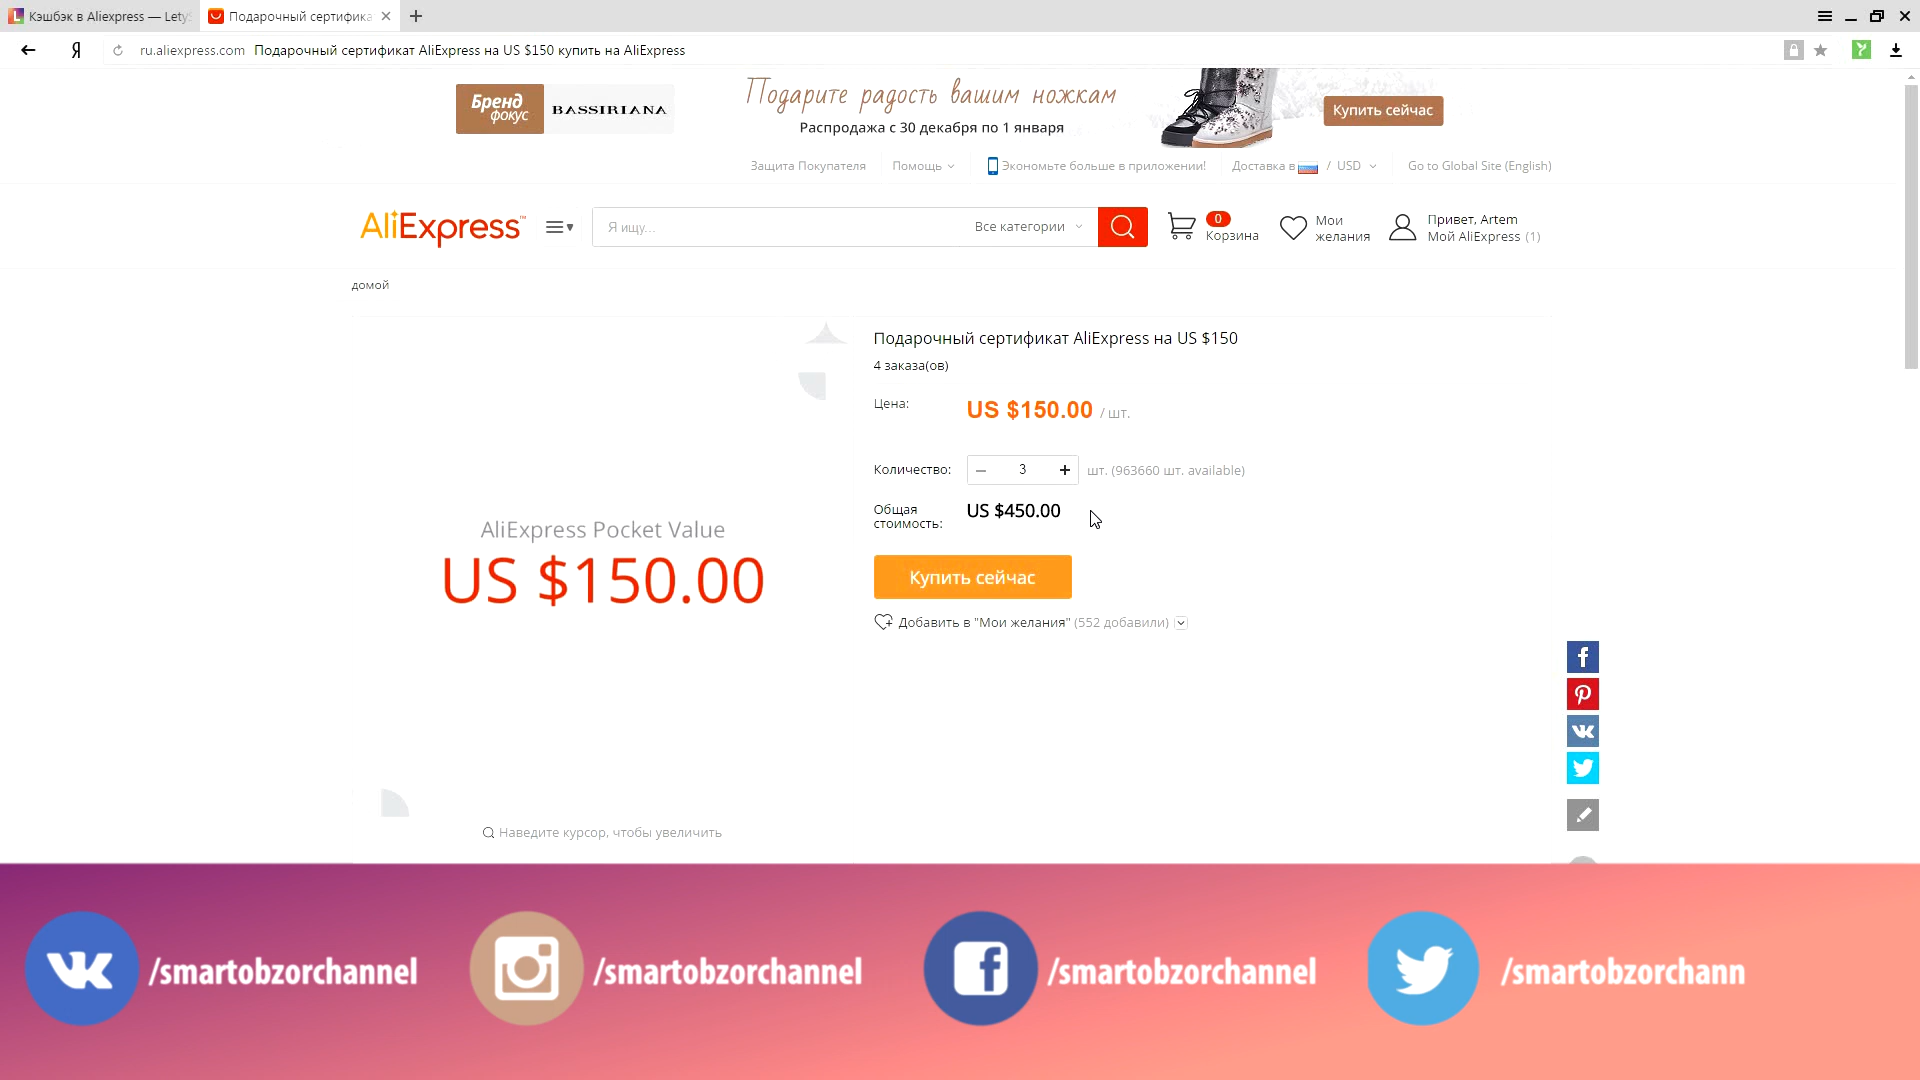 Кэшбэк в Aliexpress — LetyS
Подарочный сертифика
Я
ru.aliexpress.com Подарочный сертификат AliExpress на US $150 купить на AliExpress
Бренд фокус
BASSIRIANA
Подарите радость вашим ножкам
Распродажа с 30 декабря по 1 января
Купить сейчас
Защита Покупателя
Помощь
Экономьте больше в приложении!
Доставка в / USD
Go to Global Site (English)
AliExpress™
Я ищу...
Все категории
0
Корзина
Мои
желания
Привет, Artem
Мой AliExpress (1)
домой
Подарочный сертификат AliExpress на US $150
4 заказа(ов)
Цена:
US $150.00 / шт.
Количество:
3
шт. (963660 шт. available)
Общая
стоимость:
US $450.00
AliExpress Pocket Value
US $150.00
Купить сейчас
Добавить в "Мои желания" (552 добавили)
Наведите курсор, чтобы увеличить
/smartobzorchannel
/smartobzorchannel
/smartobzorchannel
/smartobzorchann